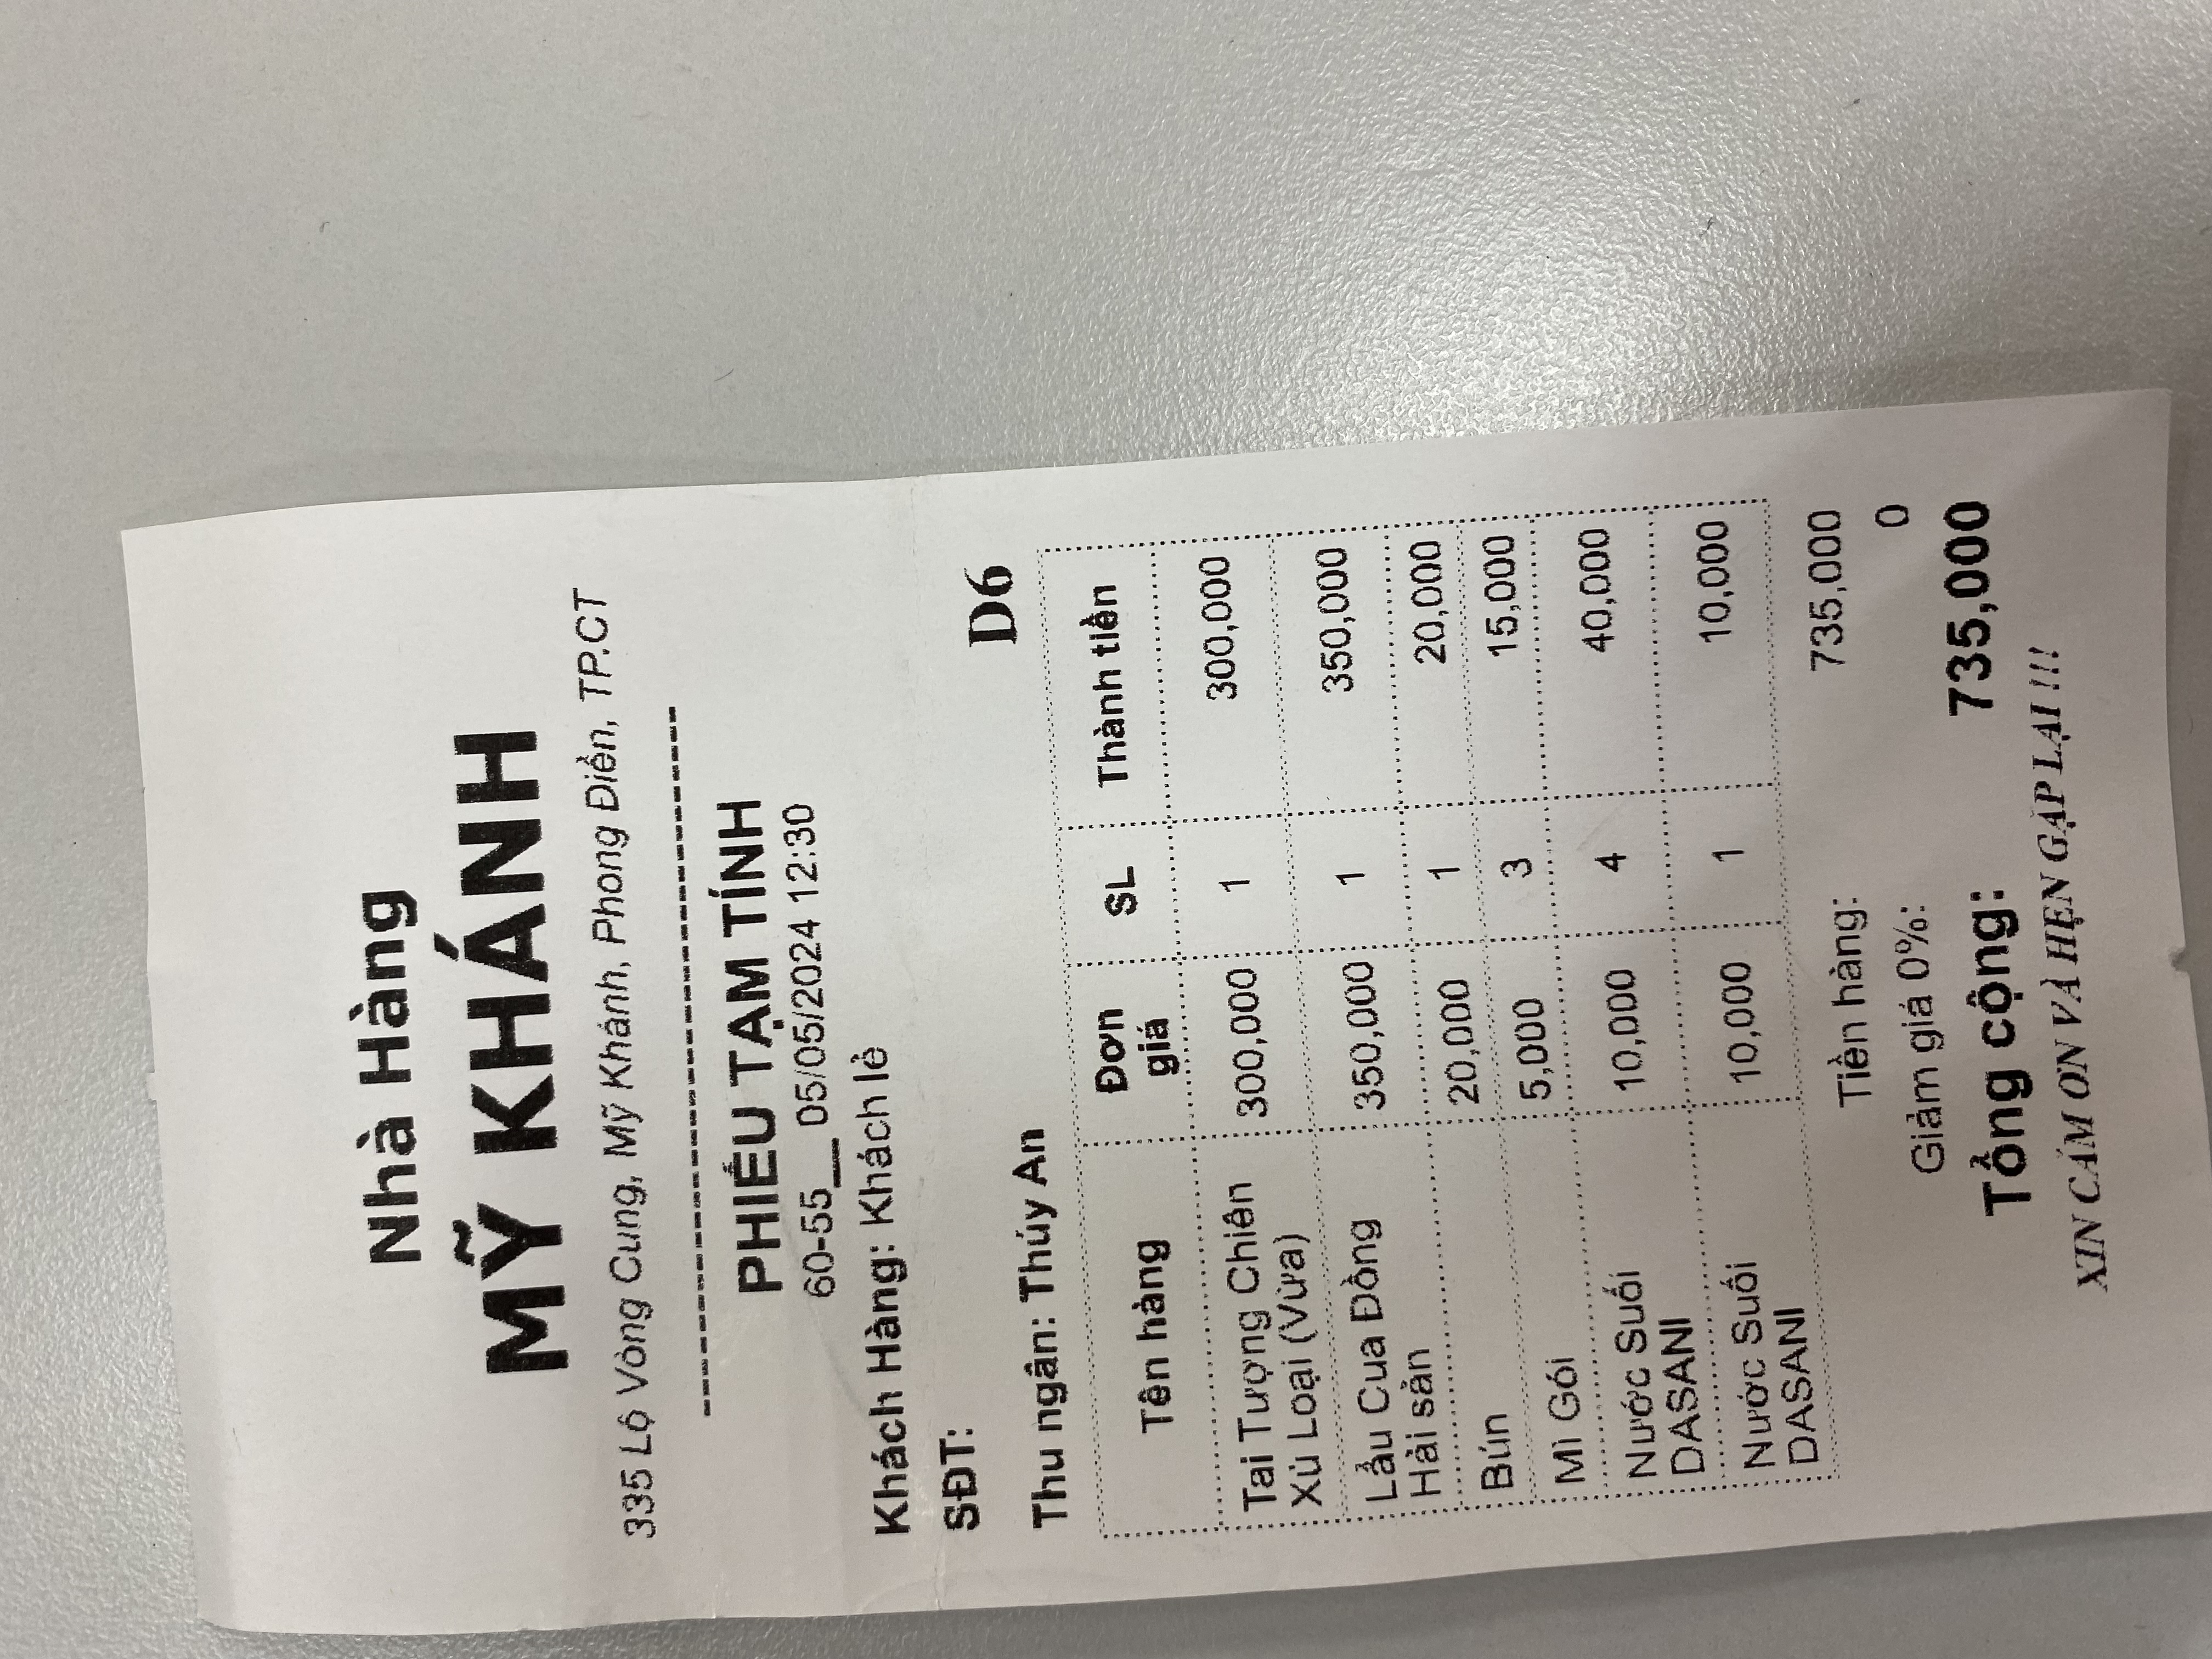 Nhà Hàng
MỸ KHÁNH
335 Lộ Vòng Cung, Mỹ Khánh, Phong Điền, TP.CT
----------------------------------------
PHIẾU TẠM TÍNH
60-55__ 05/05/2024 12:30
Khách Hàng: Khách lẻ
SĐT:
D6
Thu ngân: Thúy An
Tên hàng Đơn giá SL Thành tiền
Tai Tượng Chiên 300,000 1 300,000
Xù Loại (Vừa)
Lẩu Cua Đồng 350,000 1 350,000
Hải sản
Bún 20,000 1 20,000
Mì Gói 5,000 3 15,000
Nước Suối 10,000 4 40,000
DASANI
Nước Suối 10,000 1 10,000
DASANI
Tiền hàng: 735,000
Giảm giá 0%: 0
Tổng cộng: 735,000
XIN CẢM ƠN VÀ HẸN GẶP LẠI !!!